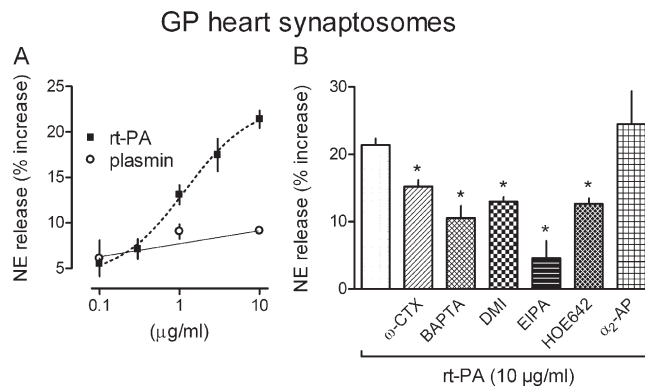 GP heart synaptosomes
A
NE release (% increase)
25
20
15
10
5
rt-PA
plasmin
0.1
1
10
(μg/ml)
B
NE release (% increase)
30
20
10
0
*
*
*
*
*
ω-CTX
BAPTA
DMI
EIPA
HOE642
α2-AP
rt-PA (10 μg/ml)